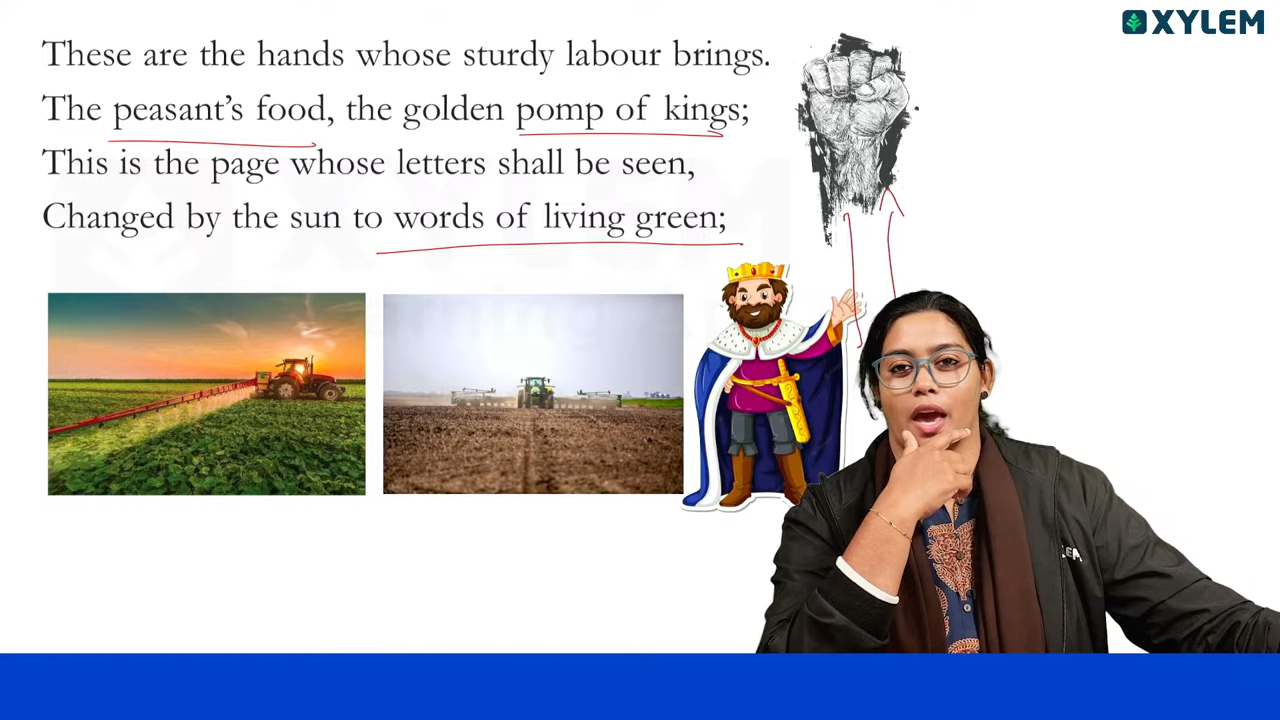 XYLEM
These are the hands whose sturdy labour brings.
The peasant’s food, the golden pomp of kings;
This is the page whose letters shall be seen,
Changed by the sun to words of living green;